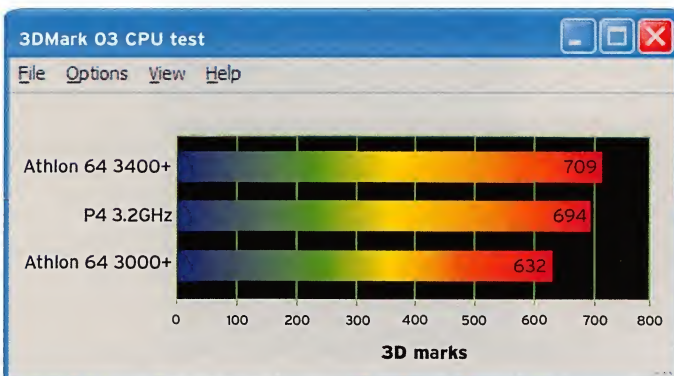 3DMark 03 CPU test
File Options View Help
Athlon 64 3400+ 709
P4 3.2GHz 694
Athlon 64 3000+ 632
0 100 200 300 400 500 600 700 800
3D marks